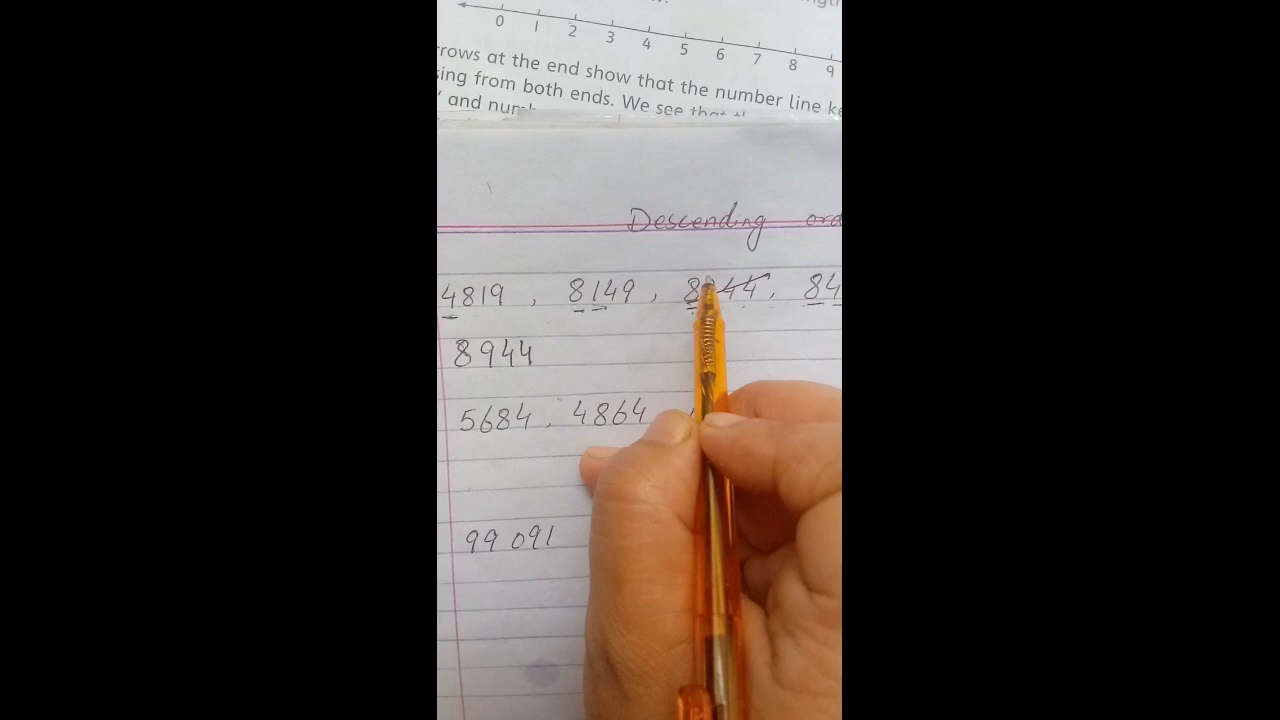 0 1 2 3 4 5 6 7 8 9
rrows at the end show that the number line ke
sing from both ends. We see that
and num
Descending ord
4819 , 8149 , 8944 , 84
8944
5684 , 4864
99 091